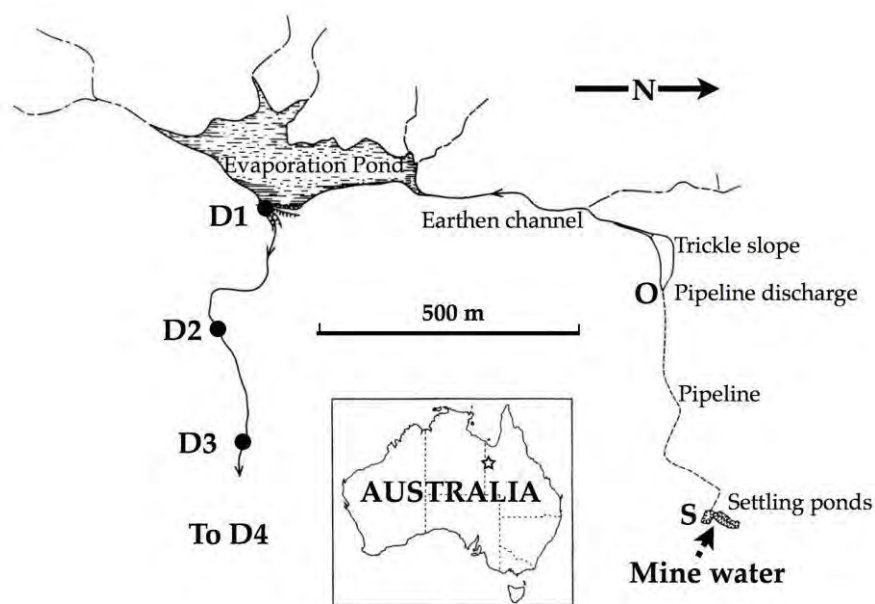 N
Evaporation Pond
D1
Earthen channel
Trickle slope
O
Pipeline discharge
500 m
D2
Pipeline
D3
AUSTRALIA
S
Settling ponds
To D4
Mine water